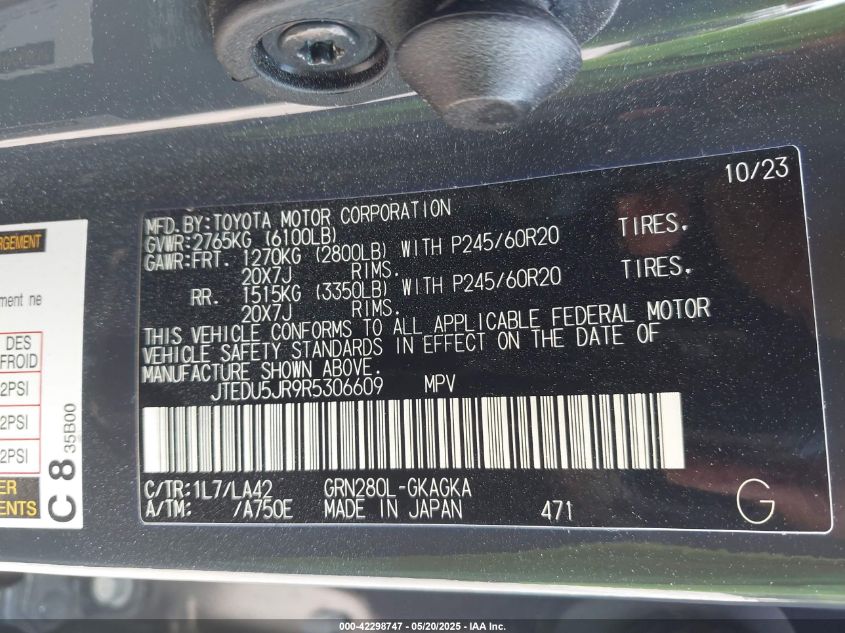 10/23
MFD.BY:TOYOTA MOTOR CORPORATION
GVWR:2765KG (6100LB)
GAWR:FRT. 1270KG (2800LB) WITH P245/60R20 TIRES.
20X7J RIMS.
RR. 1515KG (3350LB) WITH P245/60R20 TIRES.
20X7J RIMS.
THIS VEHICLE CONFORMS TO ALL APPLICABLE FEDERAL MOTOR
VEHICLE SAFETY STANDARDS IN EFFECT ON THE DATE OF
MANUFACTURE SHOWN ABOVE.
JTEDU5JR9R5306609 MPV
C/TR:1L7/LA42 GRN280L-GKAGKA
A/TM: /A750E MADE IN JAPAN 471 G
ARGEMENT
ment ne
DES
FROID
2PSI
2PSI
2PSI
ER
ENTS
C 8 35B00
000-42298747 — 05/20/2025 — IAA Inc.